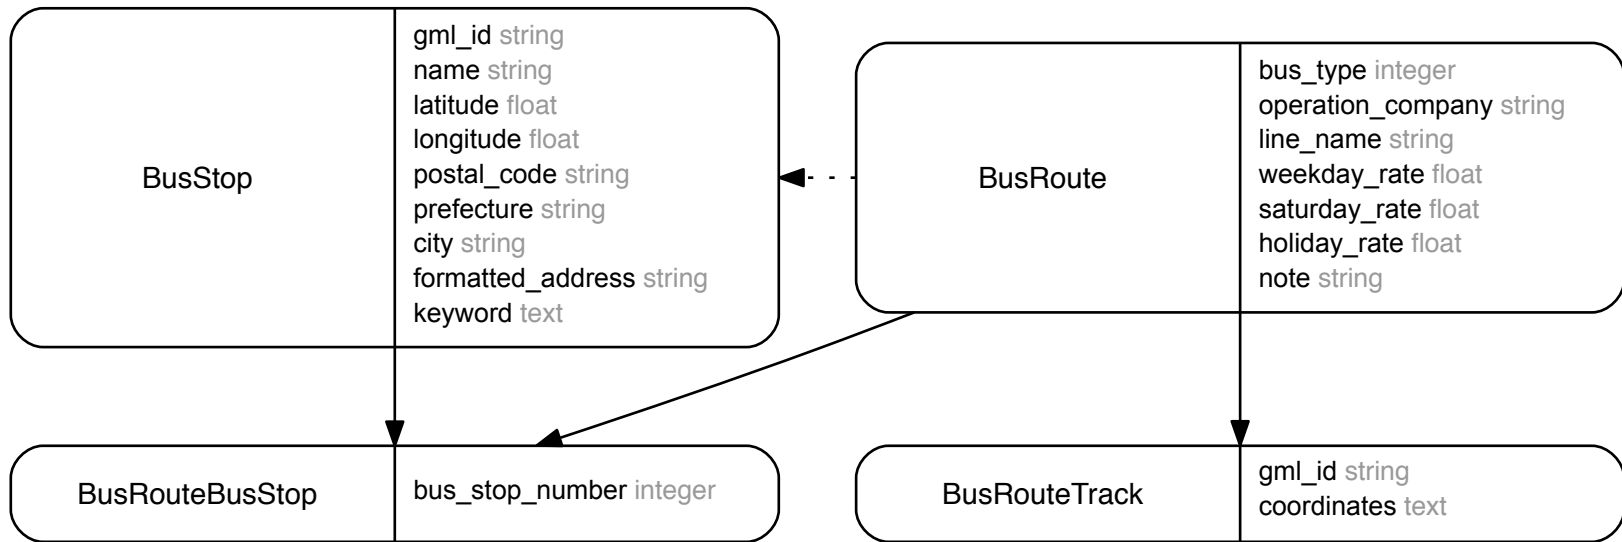 BusStop
gml_id string
name string
latitude float
longitude float
postal_code string
prefecture string
city string
formatted_address string
keyword text
BusRoute
bus_type integer
operation_company string
line_name string
weekday_rate float
saturday_rate float
holiday_rate float
note string
BusRouteBusStop
bus_stop_number integer
BusRouteTrack
gml_id string
coordinates text